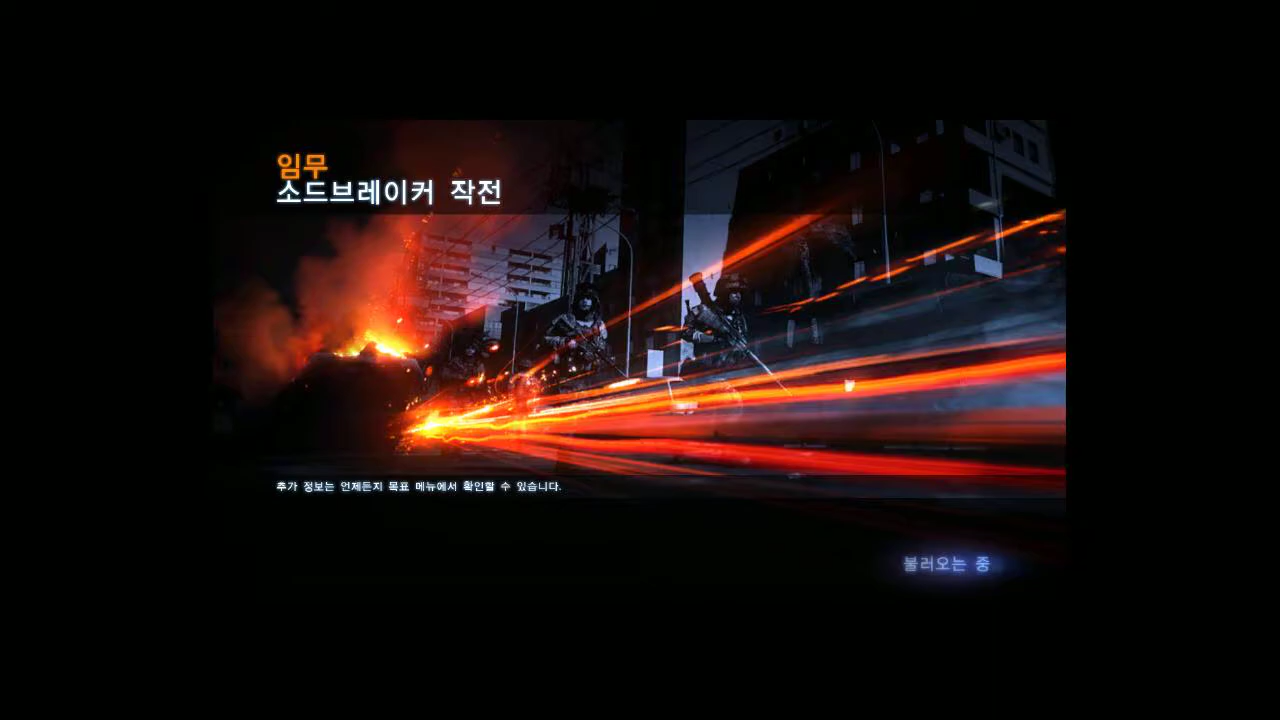 임무
소드브레이커 작전
추가 정보는 언제든지 목표 메뉴에서 확인할 수 있습니다.
불러오는 중